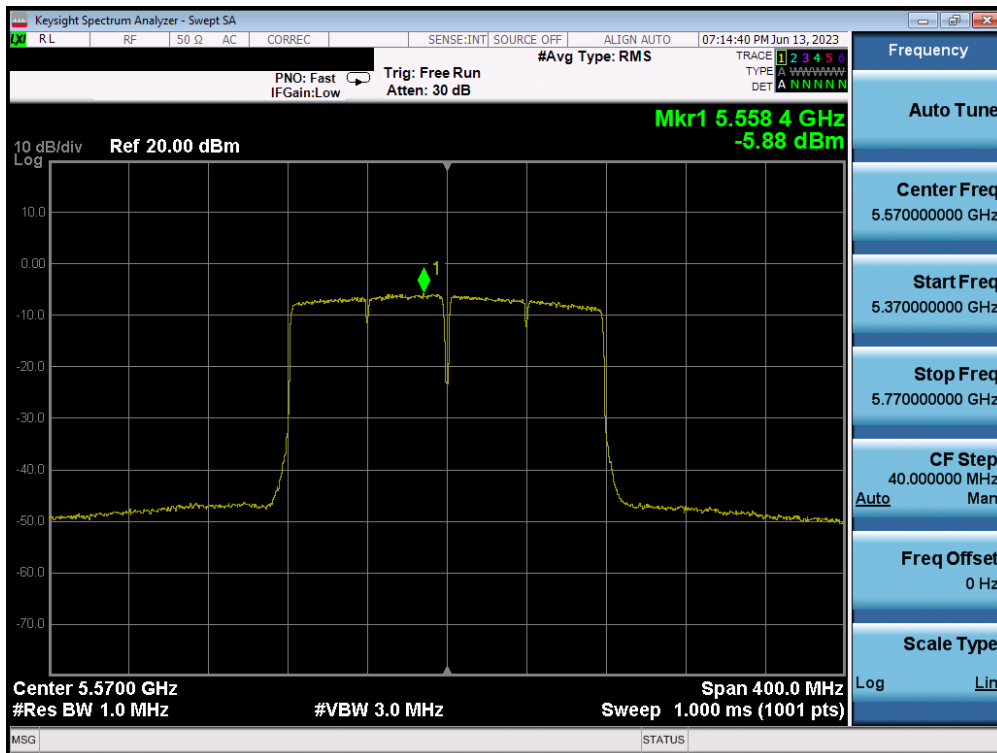 Keysight Spectrum Analyzer - Swept SA
LXI RL RF 50 Ω AC CORREC SENSE:INT SOURCE OFF ALIGN AUTO 07:14:40 PM Jun 13, 2023
#Avg Type: RMS
TRACE 1 2 3 4 5 6
PNO: Fast Trig: Free Run
TYPE A WWWWW
IFGain:Low Atten: 30 dB
DET A N N N N N
Mkr1 5.558 4 GHz
-5.88 dBm
10 dB/div Ref 20.00 dBm
Log
10.0
0.00
1
-10.0
-20.0
-30.0
-40.0
-50.0
-60.0
-70.0
Center 5.5700 GHz Span 400.0 MHz
#Res BW 1.0 MHz #VBW 3.0 MHz Sweep 1.000 ms (1001 pts)
MSG STATUS
Frequency
Auto Tune
Center Freq
5.570000000 GHz
Start Freq
5.370000000 GHz
Stop Freq
5.770000000 GHz
CF Step
40.000000 MHz
Auto Man
Freq Offset
0 Hz
Scale Type
Log Lin